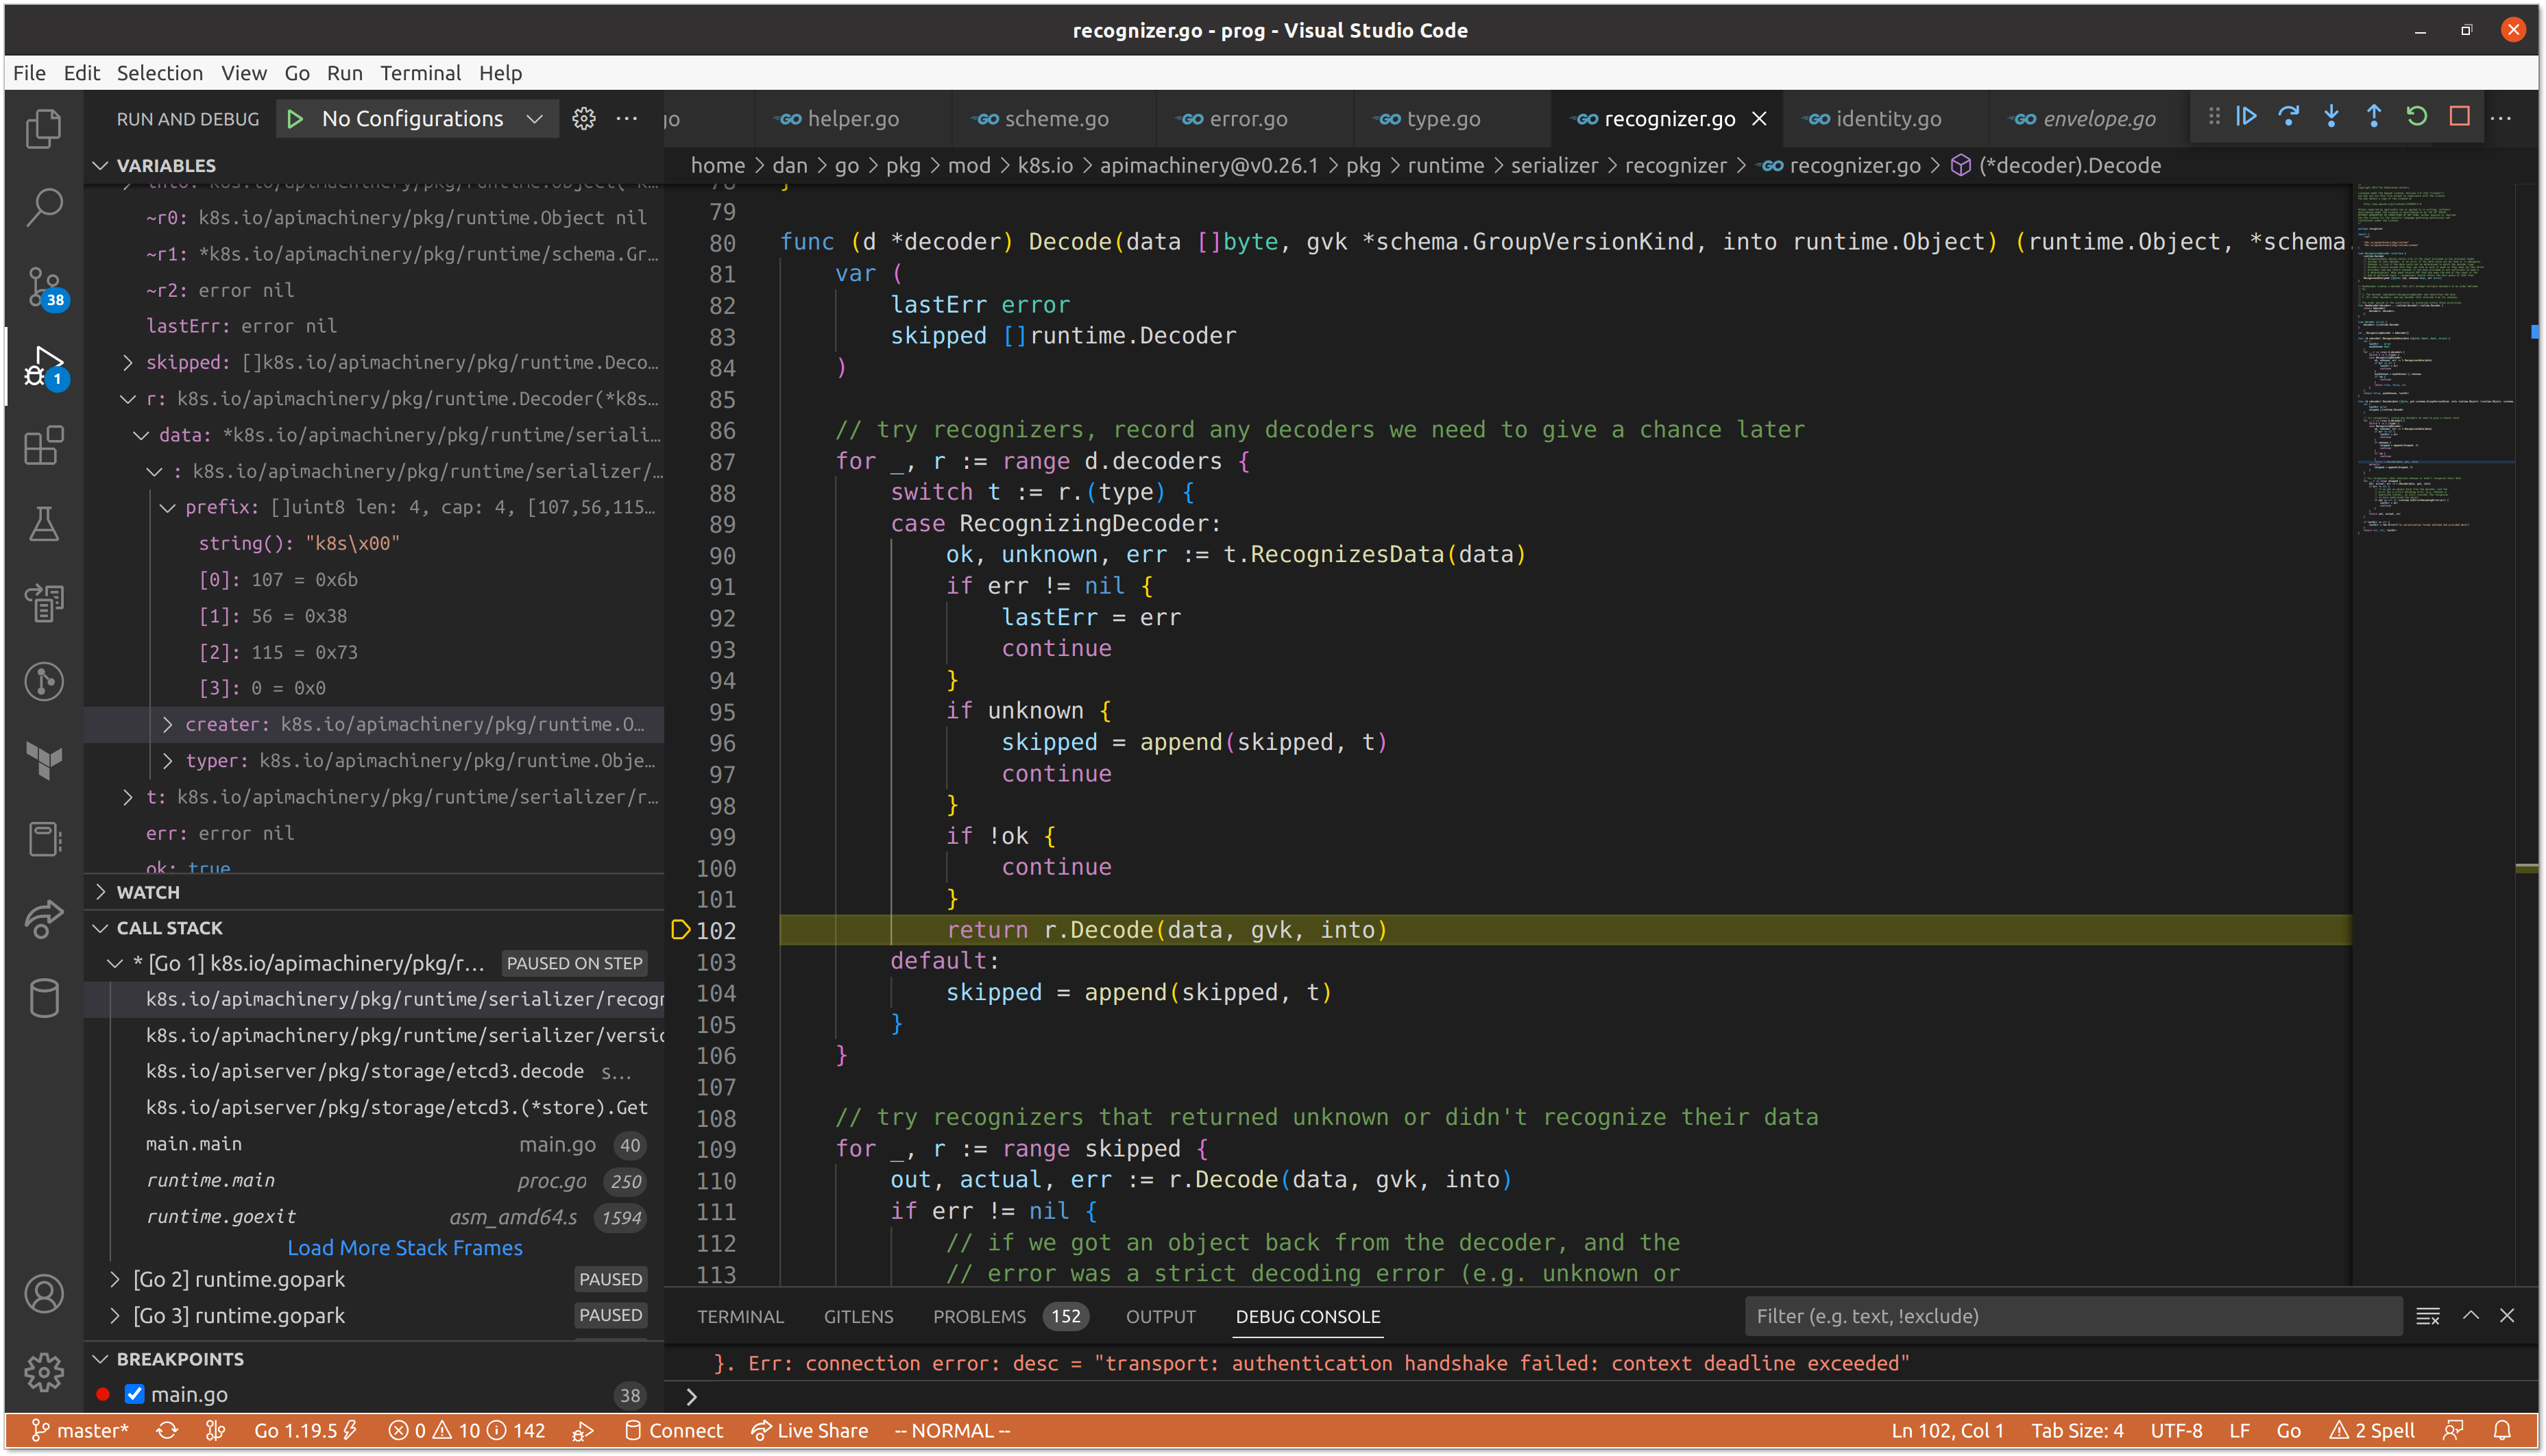 recognizer.go - prog - Visual Studio Code
File Edit Selection View Go Run Terminal Help
RUN AND DEBUG No Configurations
go helper.go scheme.go error.go type.go recognizer.go identity.go envelope.go
home > dan > go > pkg > mod > k8s.io > apimachinery@v0.26.1 > pkg > runtime > serializer > recognizer > recognizer.go > (*decoder).Decode
VARIABLES
~r0: k8s.io/apimachinery/pkg/runtime.Object nil
~r1: *k8s.io/apimachinery/pkg/runtime/schema.Gr…
~r2: error nil
lastErr: error nil
skipped: []k8s.io/apimachinery/pkg/runtime.Deco…
r: k8s.io/apimachinery/pkg/runtime.Decoder(*k8s…
data: *k8s.io/apimachinery/pkg/runtime/seriali…
: k8s.io/apimachinery/pkg/runtime/serializer/…
prefix: []uint8 len: 4, cap: 4, [107,56,115…
string(): "k8s\x00"
[0]: 107 = 0x6b
[1]: 56 = 0x38
[2]: 115 = 0x73
[3]: 0 = 0x0
creater: k8s.io/apimachinery/pkg/runtime.O…
typer: k8s.io/apimachinery/pkg/runtime.Obje…
t: k8s.io/apimachinery/pkg/runtime/serializer/r…
err: error nil
ok: true
WATCH
CALL STACK
* [Go 1] k8s.io/apimachinery/pkg/r… PAUSED ON STEP
k8s.io/apimachinery/pkg/runtime/serializer/recogn
k8s.io/apimachinery/pkg/runtime/serializer/versio
k8s.io/apiserver/pkg/storage/etcd3.decode s…
k8s.io/apiserver/pkg/storage/etcd3.(*store).Get
main.main main.go 40
runtime.main proc.go 250
runtime.goexit asm_amd64.s 1594
Load More Stack Frames
[Go 2] runtime.gopark PAUSED
[Go 3] runtime.gopark PAUSED
BREAKPOINTS
main.go 38
38
1
78 }
79
80 func (d *decoder) Decode(data []byte, gvk *schema.GroupVersionKind, into runtime.Object) (runtime.Object, *schema.
81 var (
82 lastErr error
83 skipped []runtime.Decoder
84 )
85
86 // try recognizers, record any decoders we need to give a chance later
87 for _, r := range d.decoders {
88 switch t := r.(type) {
89 case RecognizingDecoder:
90 ok, unknown, err := t.RecognizesData(data)
91 if err != nil {
92 lastErr = err
93 continue
94 }
95 if unknown {
96 skipped = append(skipped, t)
97 continue
98 }
99 if !ok {
100 continue
101 }
102 return r.Decode(data, gvk, into)
103 default:
104 skipped = append(skipped, t)
105 }
106 }
107
108 // try recognizers that returned unknown or didn't recognize their data
109 for _, r := range skipped {
110 out, actual, err := r.Decode(data, gvk, into)
111 if err != nil {
112 // if we got an object back from the decoder, and the
113 // error was a strict decoding error (e.g. unknown or
TERMINAL GITLENS PROBLEMS 152 OUTPUT DEBUG CONSOLE Filter (e.g. text, !exclude)
}. Err: connection error: desc = "transport: authentication handshake failed: context deadline exceeded"
master* Go 1.19.5 0 10 142 Connect Live Share -- NORMAL -- Ln 102, Col 1 Tab Size: 4 UTF-8 LF Go 2 Spell